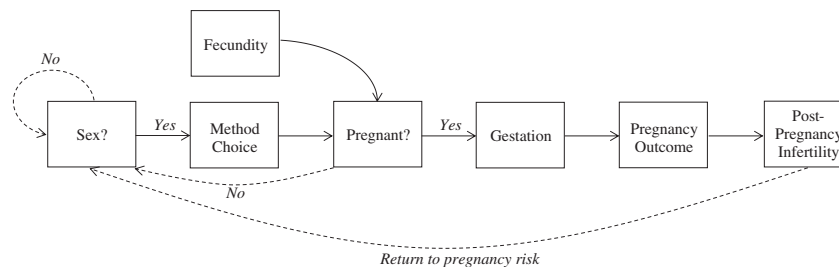 Fecundity
No
Sex?
Yes
Method
Choice
Pregnant?
Yes
Gestation
Pregnancy
Outcome
Post-
Pregnancy
Infertility
No
Return to pregnancy risk